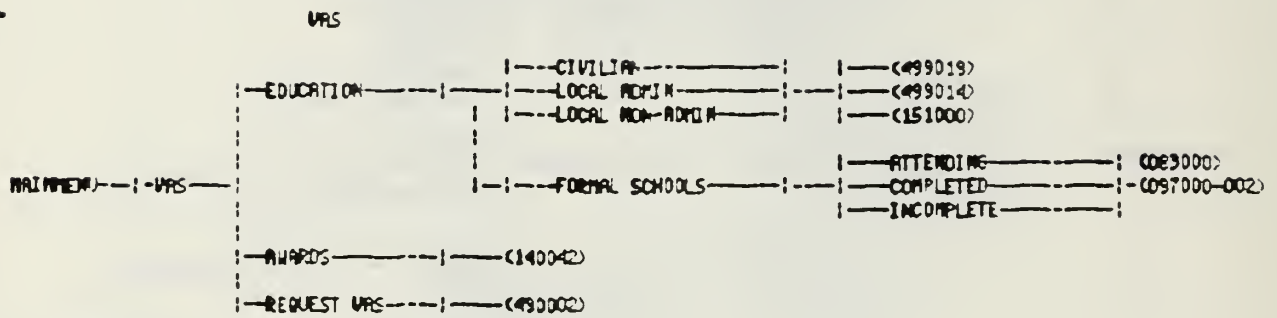 VRS
CIVILIAN (499019)
EDUCATION LOCAL ADMIN (499014)
LOCAL NON-ADMIN (151000)
ATTENDING (083000)
MAINMENU VRS FORMAL SCHOOLS COMPLETED (097000-002)
INCOMPLETE
AWARDS (140042)
REQUEST VRS (490002)